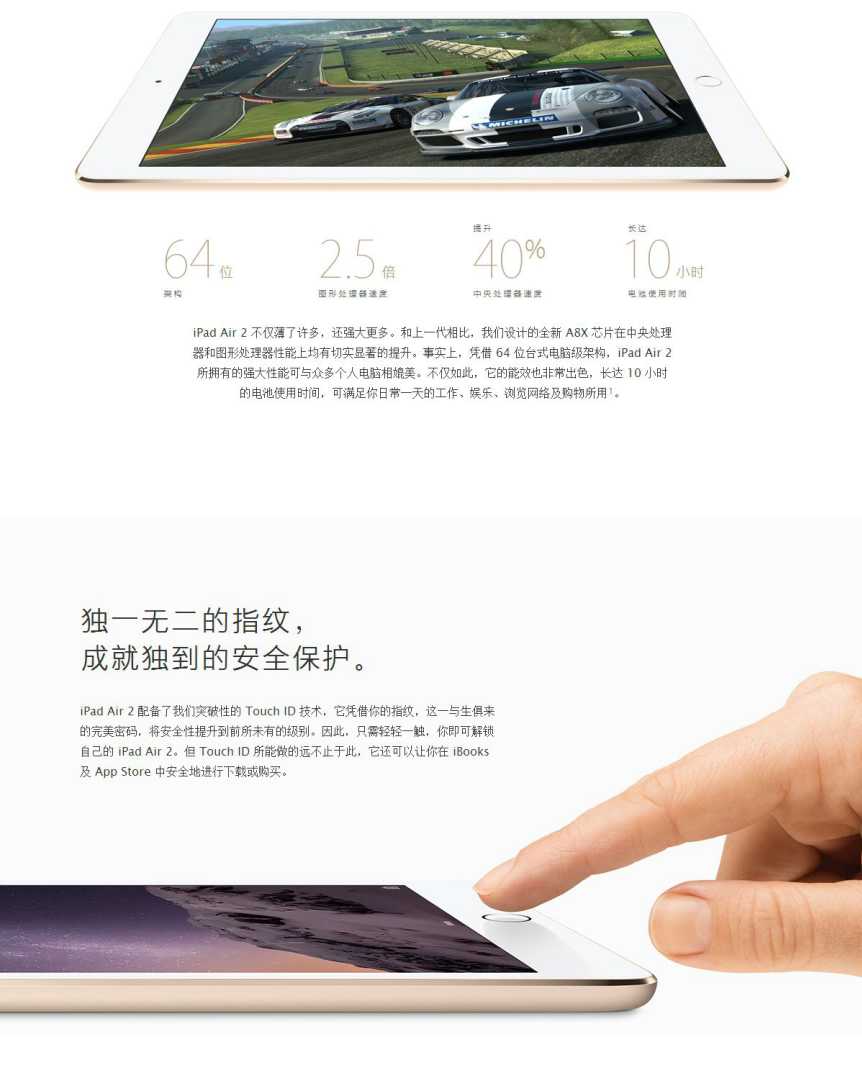 MICHELIN
64位
架构
2.5倍
图形处理器速度
提升
40%
中央处理器速度
长达
10小时
电池使用时间
iPad Air 2 不仅薄了许多，还强大更多。和上一代相比，我们设计的全新 A8X 芯片在中央处理
器和图形处理器性能上均有切实显著的提升。事实上，凭借 64 位台式电脑级架构，iPad Air 2
所拥有的强大性能可与众多个人电脑相媲美。不仅如此，它的能效也非常出色，长达 10 小时
的电池使用时间，可满足你日常一天的工作、娱乐、浏览网络及购物所用1。
独一无二的指纹，
成就独到的安全保护。
iPad Air 2 配备了我们突破性的 Touch ID 技术，它凭借你的指纹，这一与生俱来
的完美密码，将安全性提升到前所未有的级别。因此，只需轻轻一触，你即可解锁
自己的 iPad Air 2。但 Touch ID 所能做的远不止于此，它还可以让你在 iBooks
及 App Store 中安全地进行下载或购买。